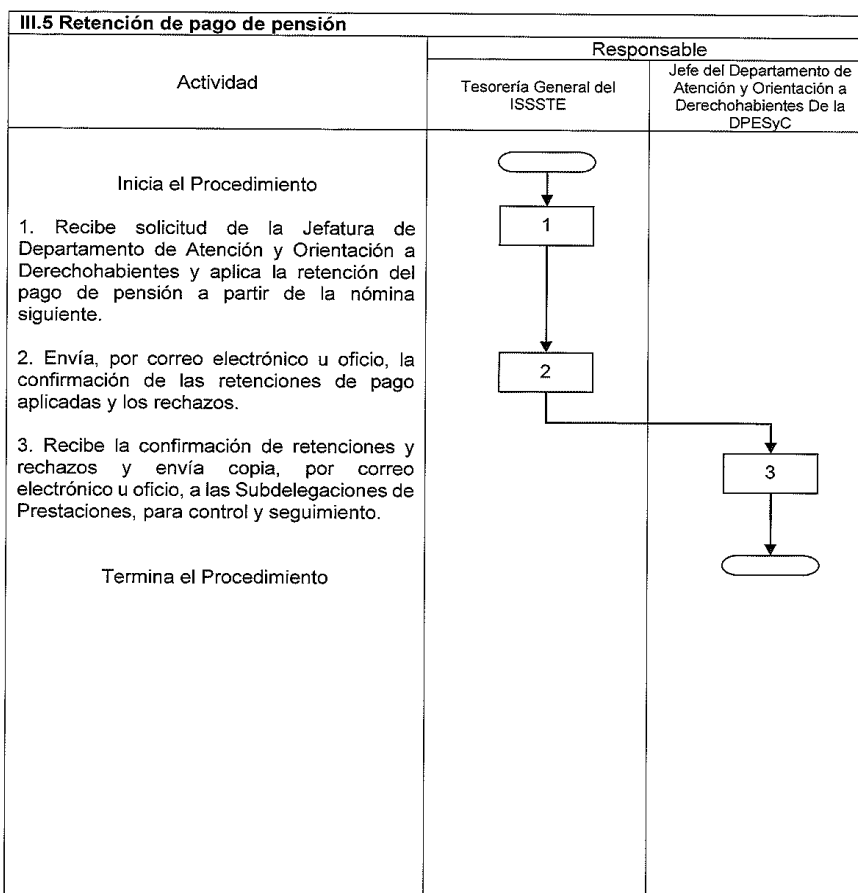 III.5 Retención de pago de pensión
Actividad
Responsable
Tesorería General del
ISSSTE
Jefe del Departamento de
Atención y Orientación a
Derechohabientes De la
DPESyC
Inicia el Procedimiento
1. Recibe solicitud de la Jefatura de
Departamento de Atención y Orientación a
Derechohabientes y aplica la retención del
pago de pensión a partir de la nómina
siguiente.
1
2. Envía, por correo electrónico u oficio, la
confirmación de las retenciones de pago
aplicadas y los rechazos.
2
3. Recibe la confirmación de retenciones y
rechazos y envía copia, por correo
electrónico u oficio, a las Subdelegaciones de
Prestaciones, para control y seguimiento.
3
Termina el Procedimiento